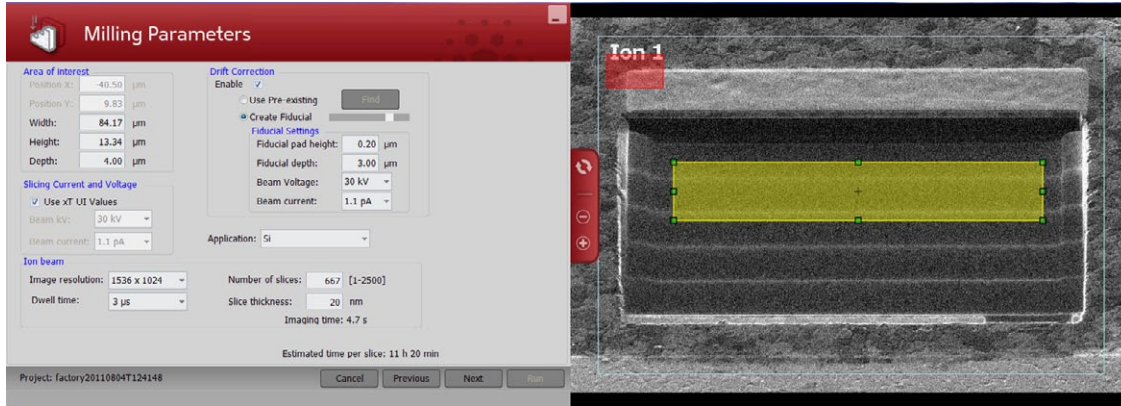 Milling Parameters
Area of Interest
Position X: -40.50 µm
Position Y: 9.83 µm
Width: 84.17 µm
Height: 13.34 µm
Depth: 4.00 µm
Slicing Current and Voltage
Use xT UI Values
Beam kV: 30 kV
Beam current: 1.1 pA
Drift Correction
Enable
Use Pre-existing Find
Create Fiducial
Fiducial Settings
Fiducial pad height: 0.20 µm
Fiducial depth: 3.00 µm
Beam Voltage: 30 kV
Beam current: 1.1 pA
Application: Si
Ion beam
Image resolution: 1536 x 1024
Dwell time: 3 µs
Number of slices: 667 [1-2500]
Slice thickness: 20 nm
Imaging time: 4.7 s
Estimated time per slice: 11 h 20 min
Project: factory20110804T124148
Cancel Previous Next Run
Ion 1